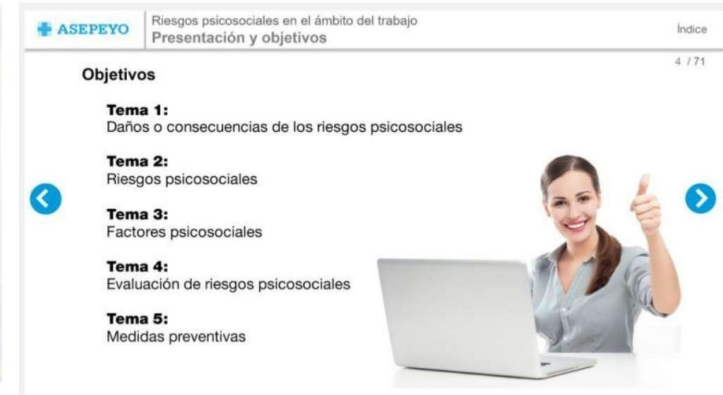 ASEPEYO
Riesgos psicosociales en el ámbito del trabajo
Presentación y objetivos
Índice
4 / 71
Objetivos
Tema 1:
Daños o consecuencias de los riesgos psicosociales
Tema 2:
Riesgos psicosociales
Tema 3:
Factores psicosociales
Tema 4:
Evaluación de riesgos psicosociales
Tema 5:
Medidas preventivas